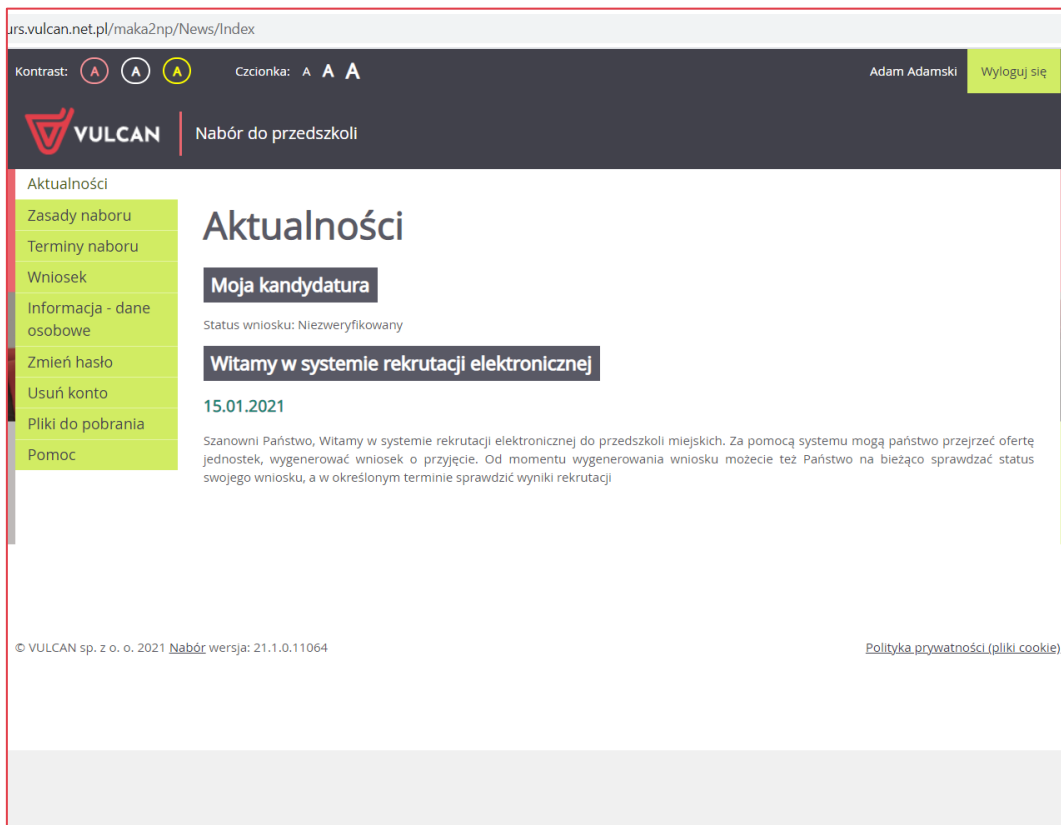 urs.vulcan.net.pl/maka2np/News/Index
Kontrast: A A A Czcionka: A A A Adam Adamski Wyloguj się
VULCAN Nabór do przedszkoli
Aktualności
Zasady naboru
Terminy naboru
Wniosek
Informacja - dane
osobowe
Zmień hasło
Usuń konto
Pliki do pobrania
Pomoc
Aktualności
Moja kandydatura
Status wniosku: Niezweryfikowany
Witamy w systemie rekrutacji elektronicznej
15.01.2021
Szanowni Państwo, Witamy w systemie rekrutacji elektronicznej do przedszkoli miejskich. Za pomocą systemu mogą państwo przejrzeć ofertę
jednostek, wygenerować wniosek o przyjęcie. Od momentu wygenerowania wniosku możecie też Państwo na bieżąco sprawdzać status
swojego wniosku, a w określonym terminie sprawdzić wyniki rekrutacji
© VULCAN sp. z o. o. 2021 Nabór wersja: 21.1.0.11064 Polityka prywatności (pliki cookie)